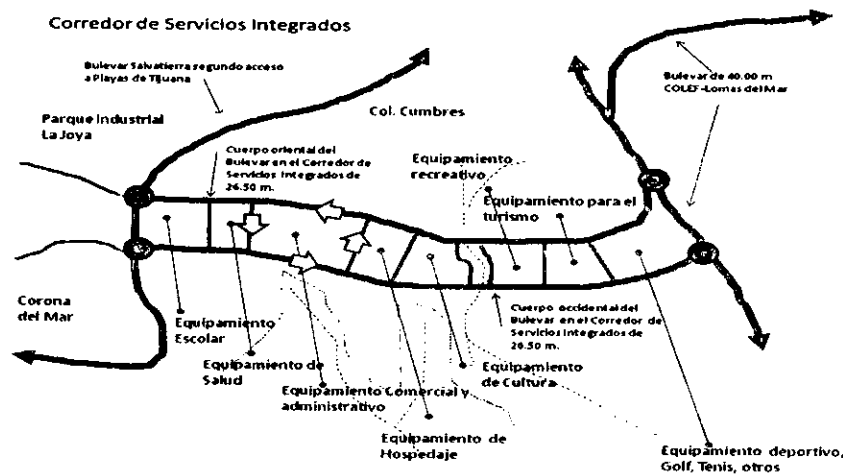 Corredor de Servicios Integrados
Bulevar Salvatierra segundo acceso
a Playas de Tijuana
Bulevar de 40.00 m
COLEF-Lomas del Mar
Parque Industrial
La Joya
Col. Cumbres
Cuerpo oriental del
Bulevar en el Corredor de
Servicios Integrados de
26.50 m.
Equipamiento
recreativo
Equipamiento para el
turismo
Corona
del Mar
Equipamiento
Escolar
Equipamiento de
Salud
Equipamiento Comercial y
administrativo
Equipamiento de
Hospedaje
Cuerpo occidental del
Bulevar en el Corredor de
Servicios Integrados de
26.50 m.
Equipamiento
de Cultura
Equipamiento deportivo,
Golf, Tenis, otros